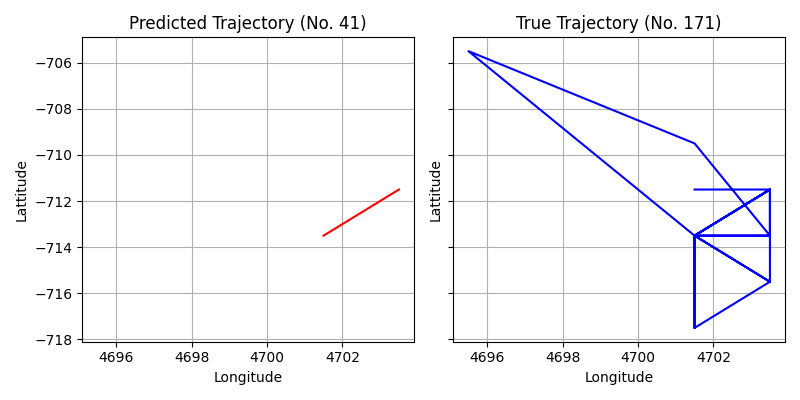 Predicted Trajectory (No. 41)
True Trajectory (No. 171)
−706
−708
−710
−712
−714
−716
−718
Lattitude
Lattitude
4696
4698
4700
4702
4696
4698
4700
4702
Longitude
Longitude